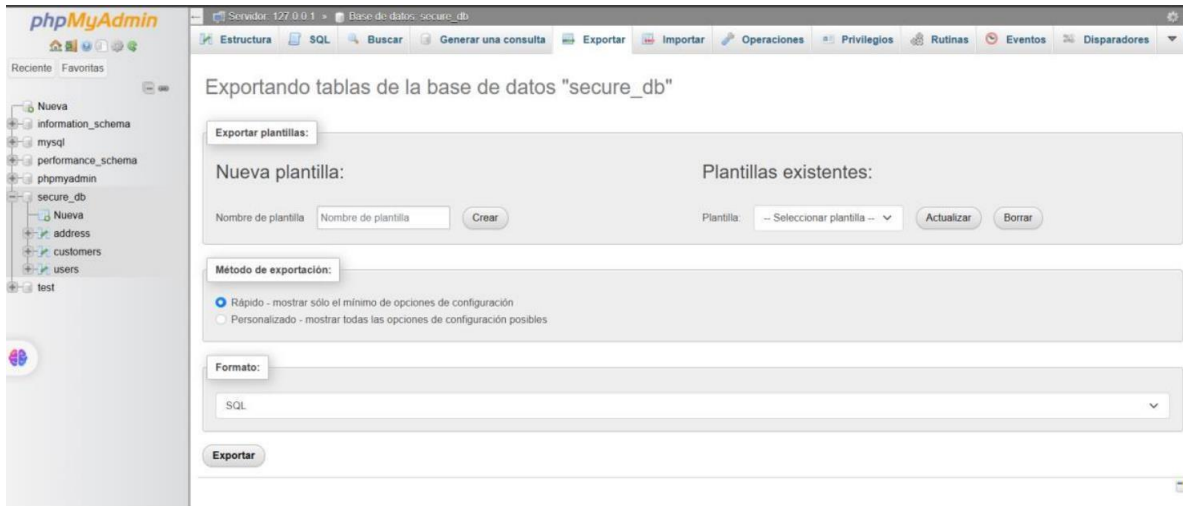 phpMyAdmin
Reciente Favoritas
Nueva
information_schema
mysql
performance_schema
phpmyadmin
secure_db
Nueva
address
customers
users
test
Servidor: 127.0.0.1 » Base de datos: secure_db
Estructura SQL Buscar Generar una consulta Exportar Importar Operaciones Privilegios Rutinas Eventos Disparadores
Exportando tablas de la base de datos "secure_db"
Exportar plantillas:
Nueva plantilla:
Nombre de plantilla Nombre de plantilla Crear
Plantillas existentes:
Plantilla: -- Seleccionar plantilla -- Actualizar Borrar
Método de exportación:
Rápido - mostrar sólo el mínimo de opciones de configuración
Personalizado - mostrar todas las opciones de configuración posibles
Formato:
SQL
Exportar